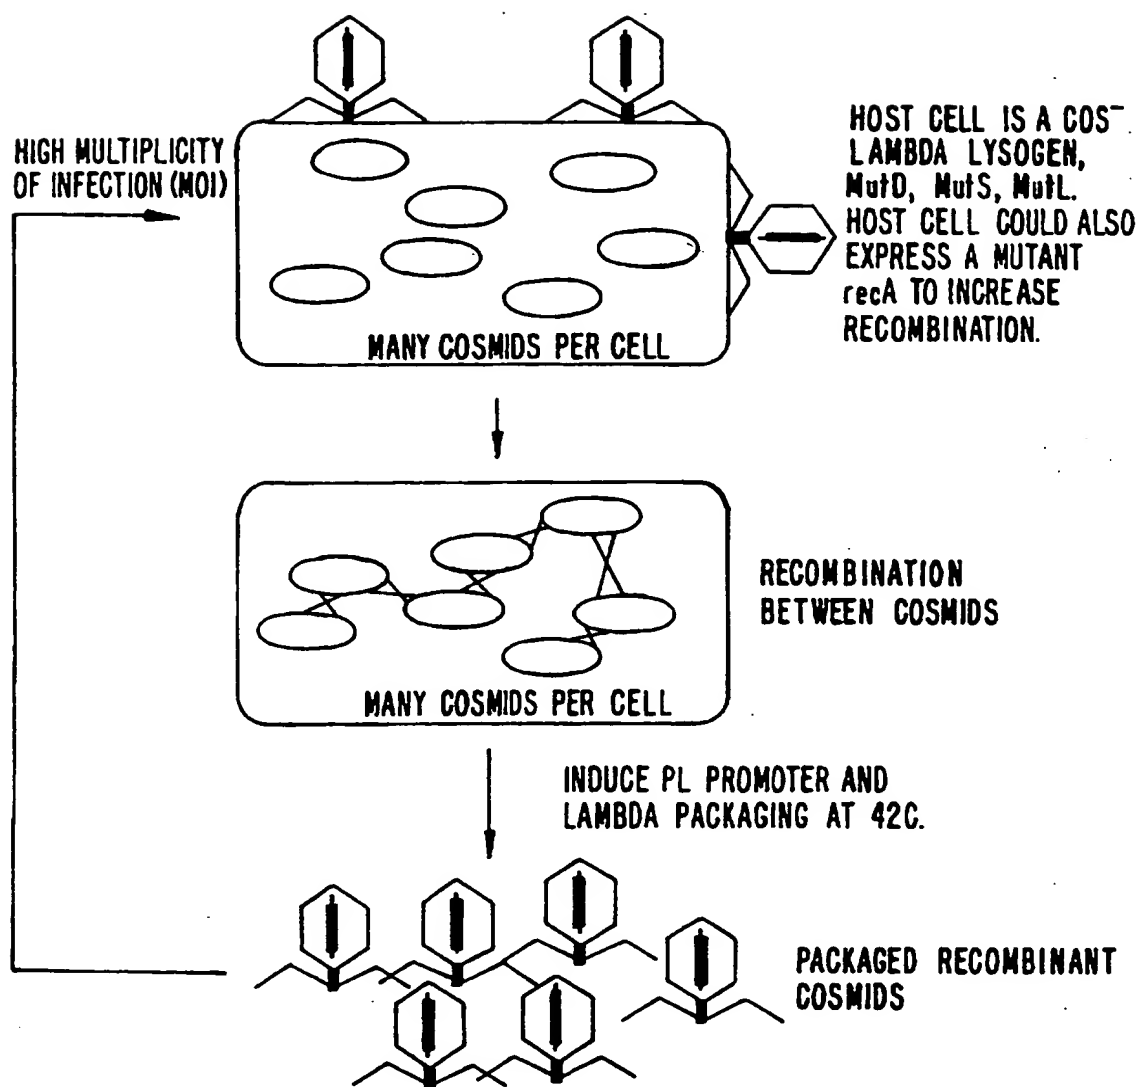 HIGH MULTIPLICITY
OF INFECTION (MOI)
HOST CELL IS A COS⁻
LAMBDA LYSOGEN,
MutD, MutS, MutL.
HOST CELL COULD ALSO
EXPRESS A MUTANT
recA TO INCREASE
RECOMBINATION.
MANY COSMIDS PER CELL
RECOMBINATION
BETWEEN COSMIDS
MANY COSMIDS PER CELL
INDUCE PL PROMOTER AND
LAMBDA PACKAGING AT 42C.
PACKAGED RECOMBINANT
COSMIDS